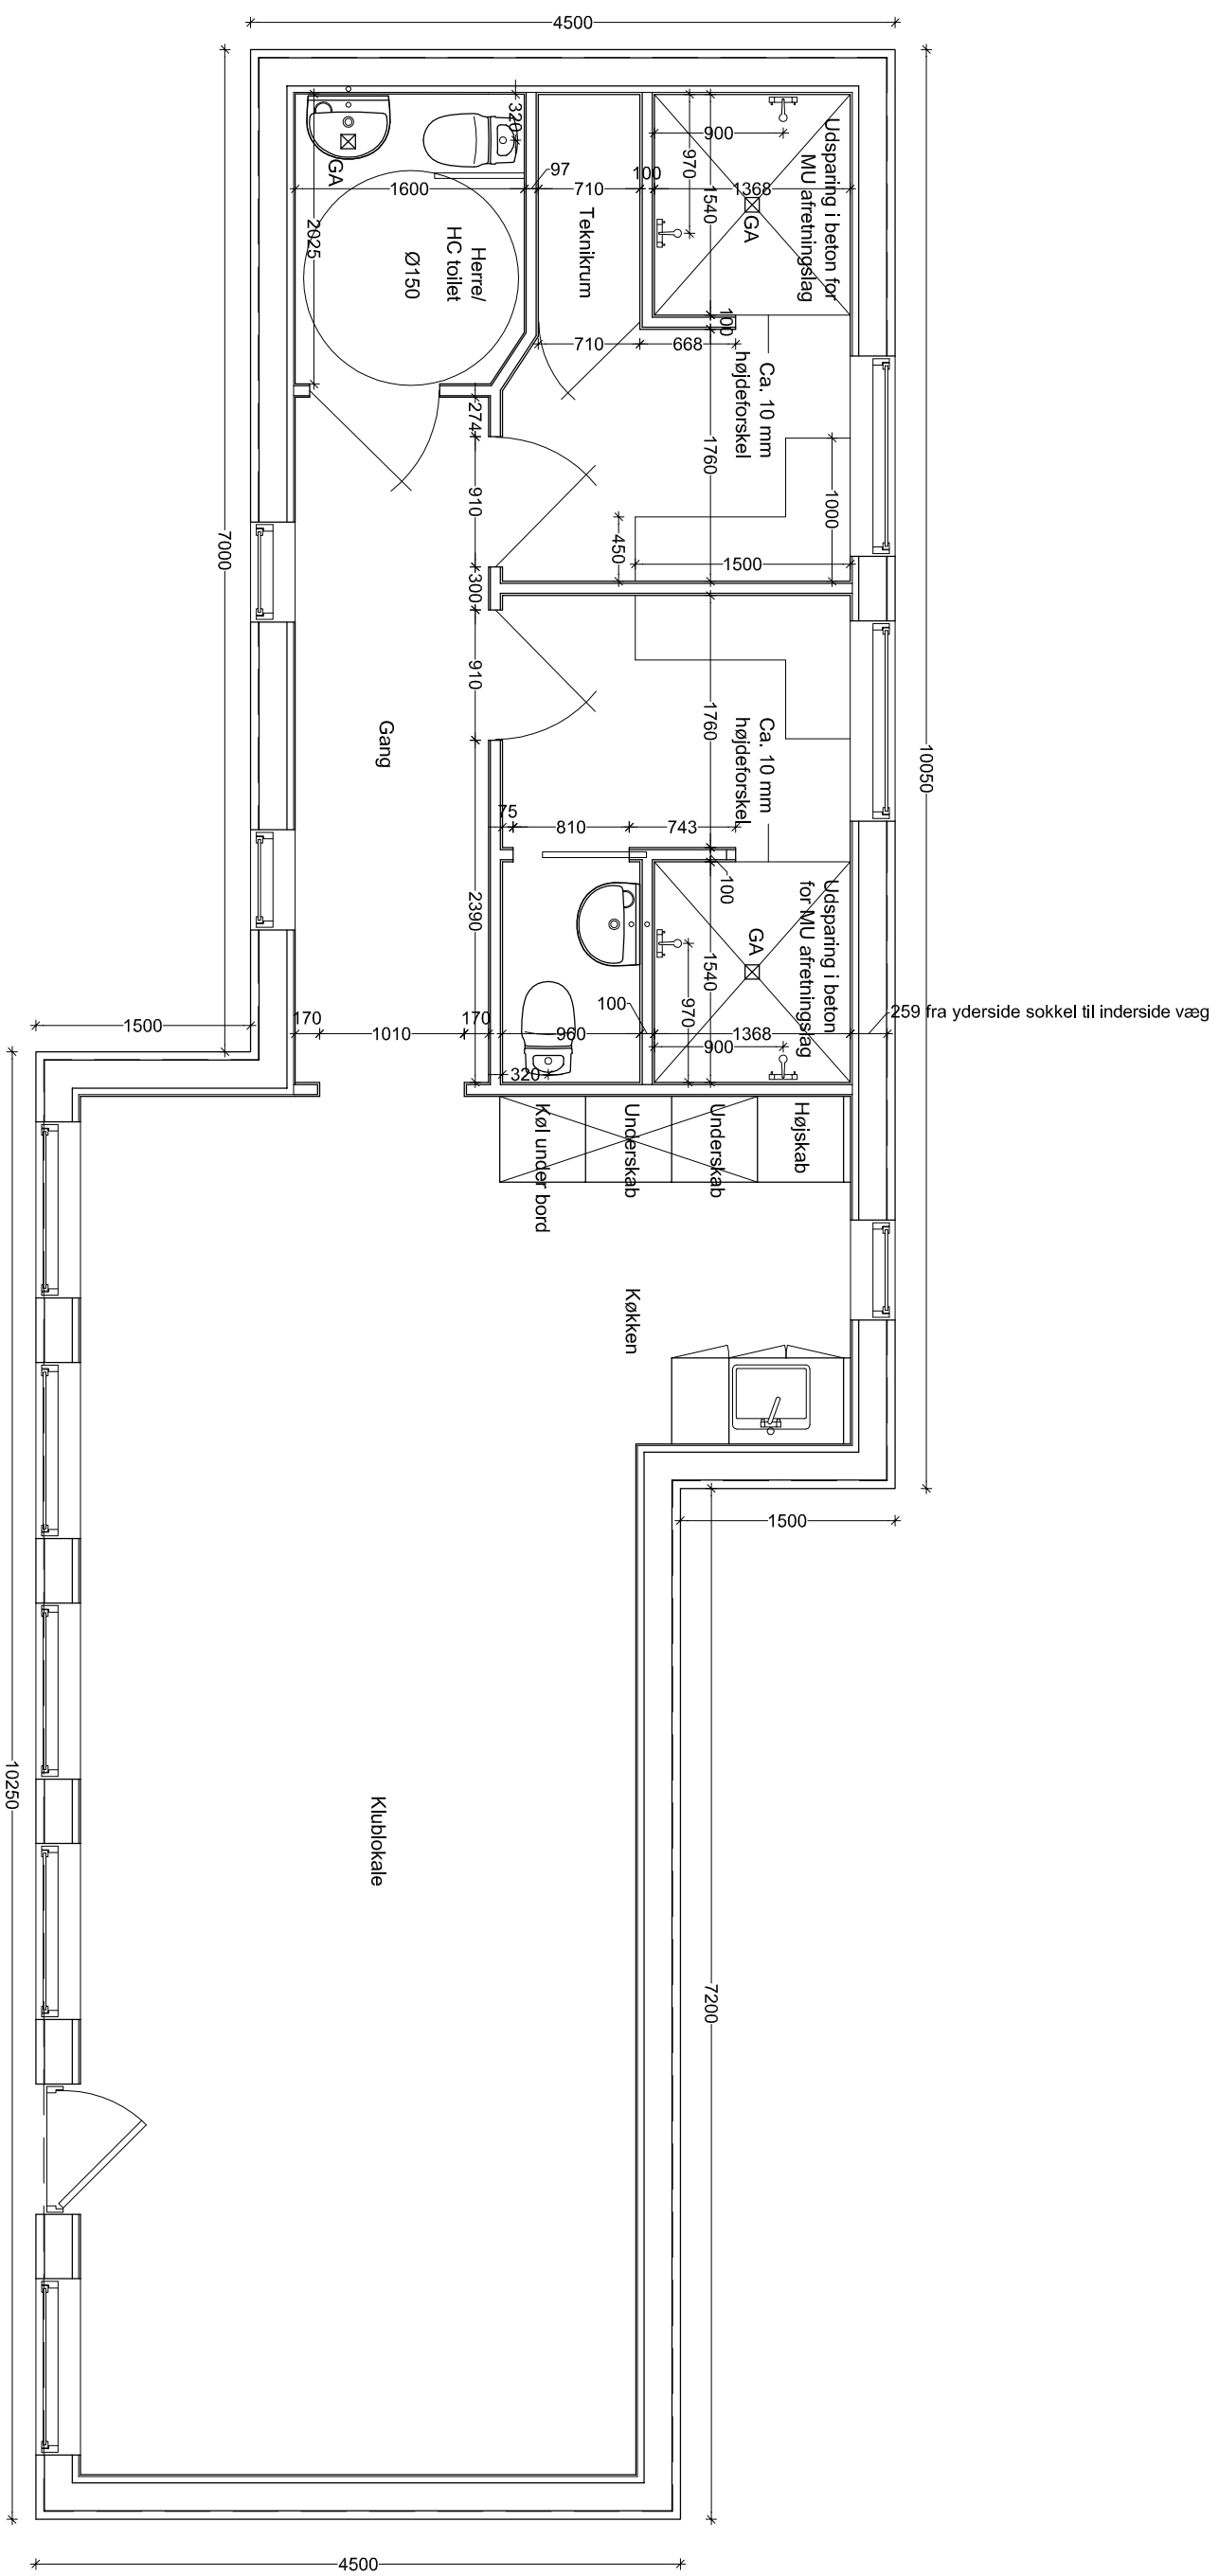 4500
7000
10050
Udsparing i beton for
MU afretningslag
GA
900
970
1540
1368
100
320
97
710
1600
GA
2025
Herre/
HC toilet
Ø150
Teknikrum
100
710
668
Ca. 10 mm
højdeforskel
274
1760
1000
910
450
1500
300
910
1760
Gang
Ca. 10 mm
højdeforskel
75
810
743
100
2390
Udsparing i beton
for MU afretningslag
GA
1540
970
100
259 fra yderside sokkel til inderside væg
1500
170
1010
170
960
1368
900
320
Køl under bord
Underskab
Underskab
Højskab
Køkken
1500
10250
Klublokale
7200
4500